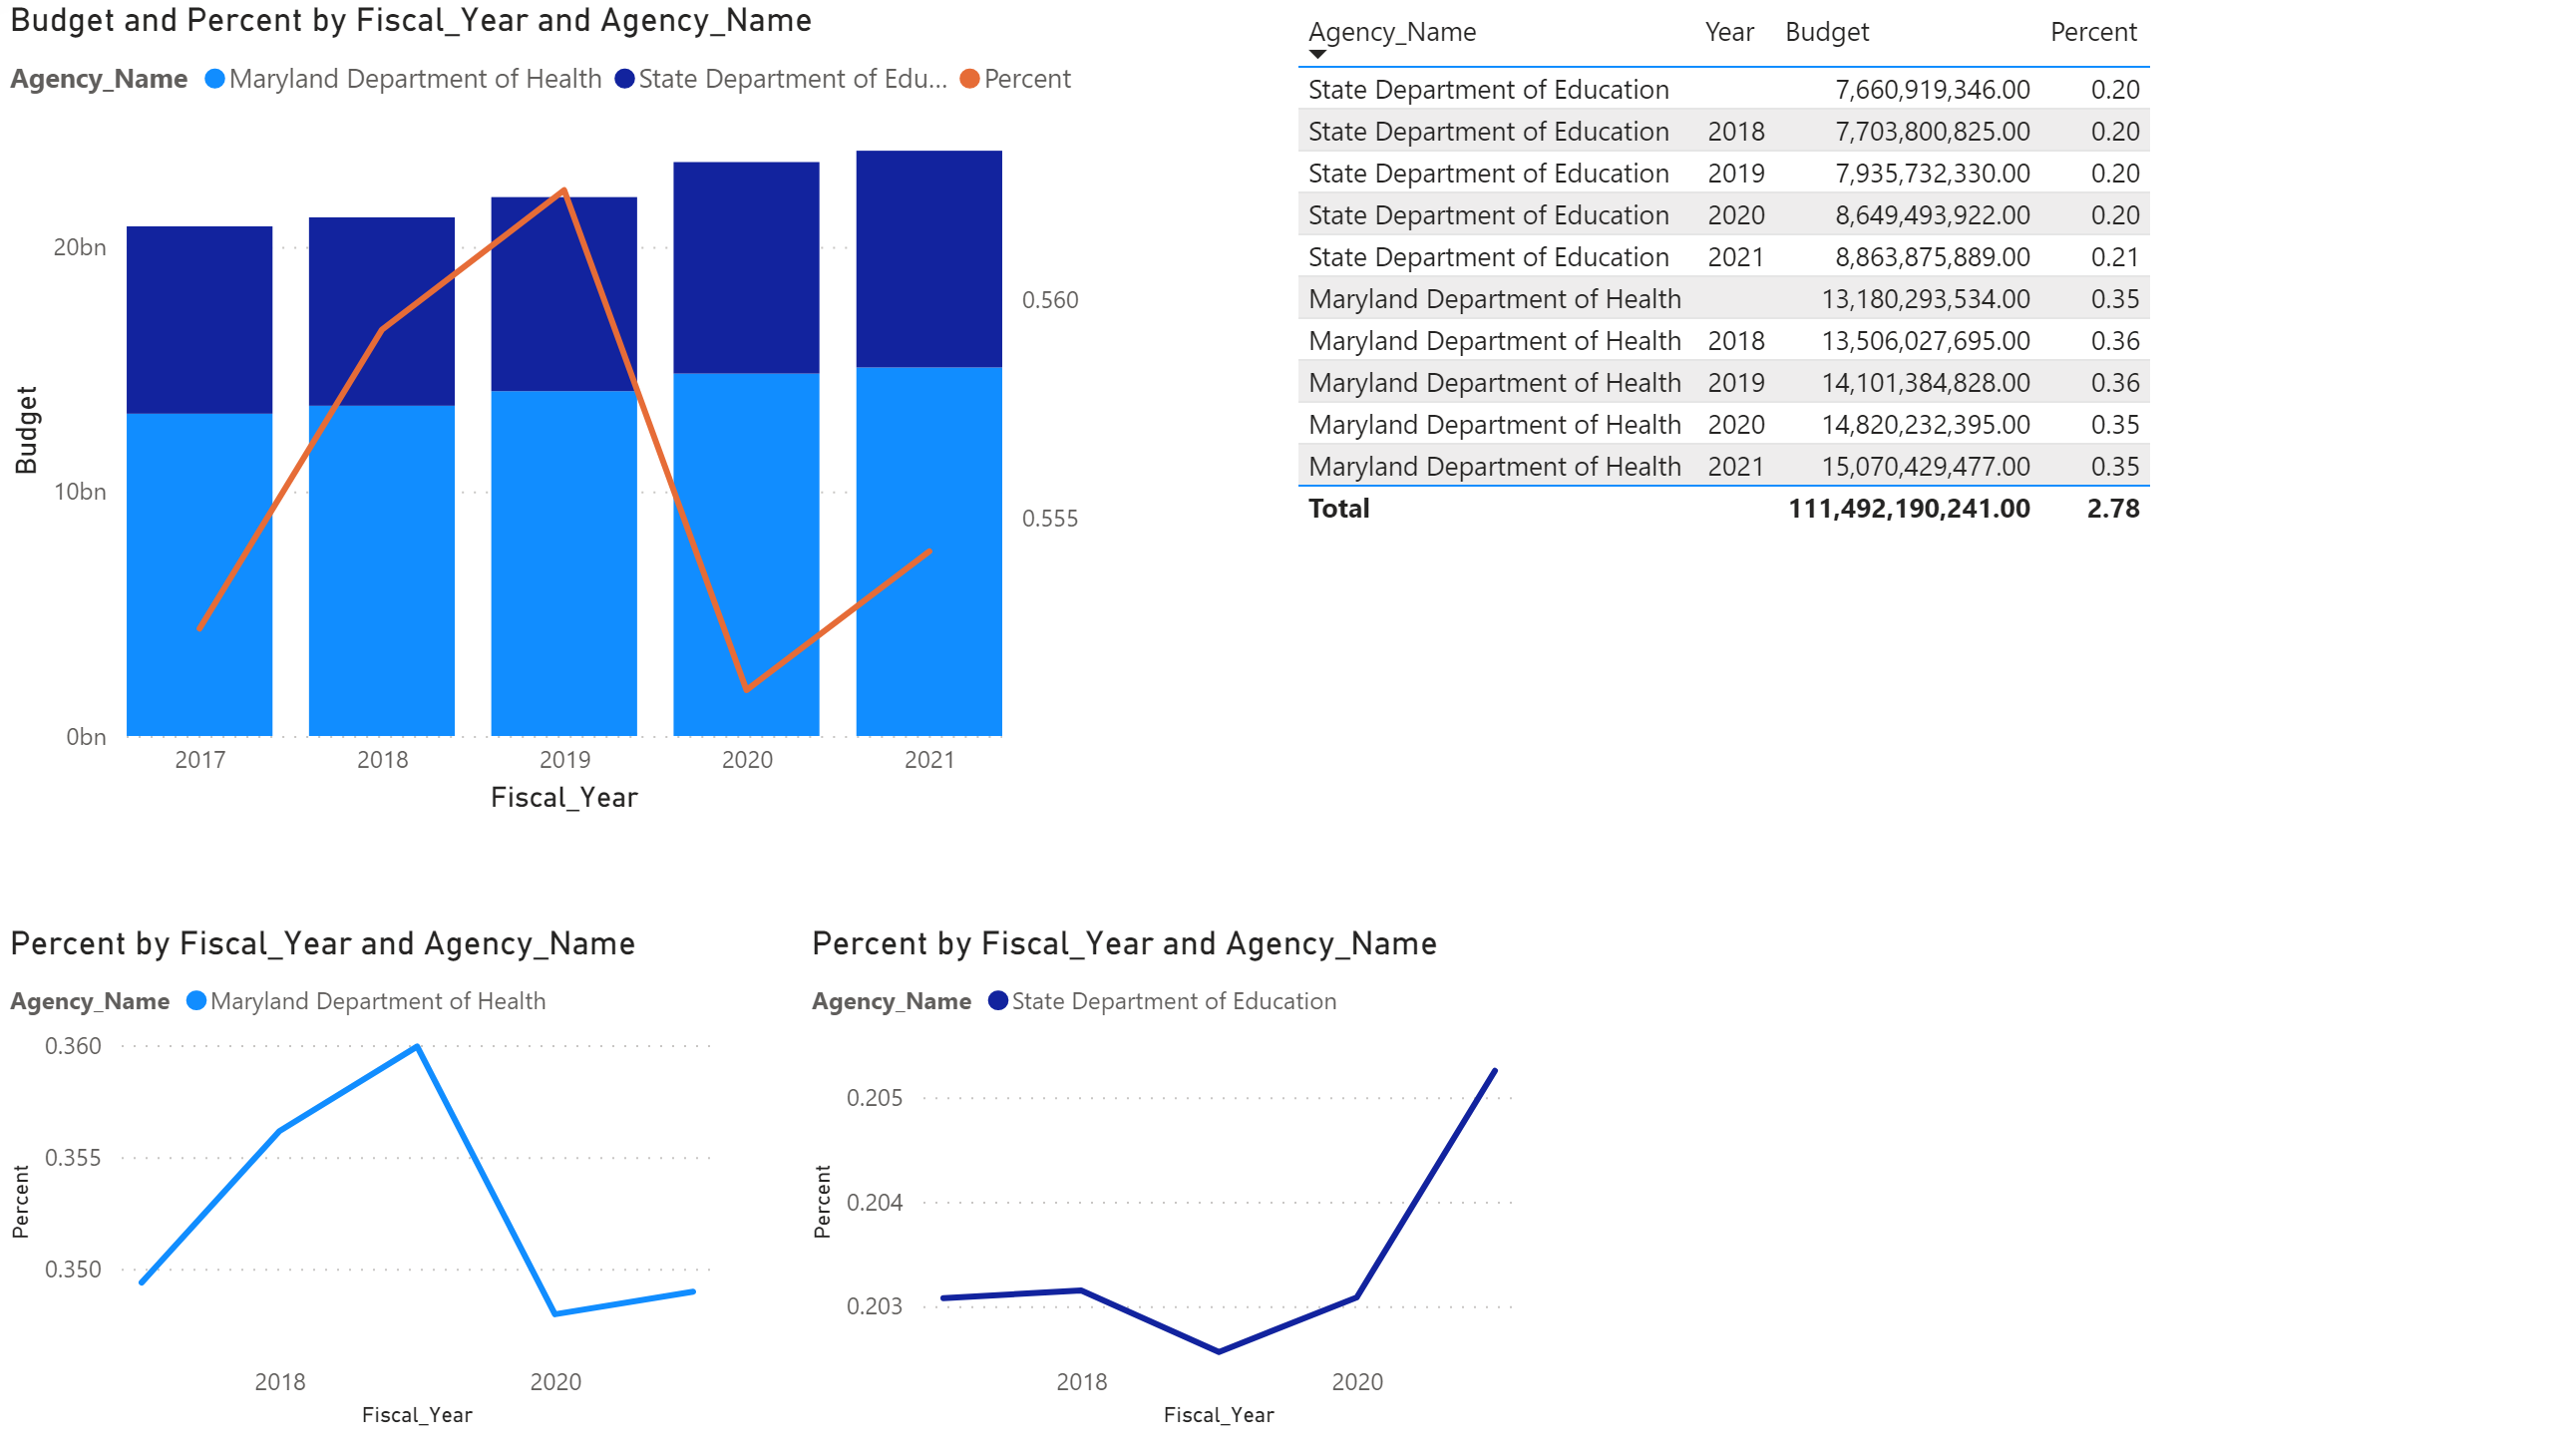 Budget and Percent by Fiscal_Year and Agency_Name
Agency_Name Maryland Department of Health State Department of Edu... Percent
20bn
10bn
0bn
Budget
0.560
0.555
2017 2018 2019 2020 2021
Fiscal_Year
Agency_Name Year Budget Percent
State Department of Education 7,660,919,346.00 0.20
State Department of Education 2018 7,703,800,825.00 0.20
State Department of Education 2019 7,935,732,330.00 0.20
State Department of Education 2020 8,649,493,922.00 0.20
State Department of Education 2021 8,863,875,889.00 0.21
Maryland Department of Health 13,180,293,534.00 0.35
Maryland Department of Health 2018 13,506,027,695.00 0.36
Maryland Department of Health 2019 14,101,384,828.00 0.36
Maryland Department of Health 2020 14,820,232,395.00 0.35
Maryland Department of Health 2021 15,070,429,477.00 0.35
Total 111,492,190,241.00 2.78
Percent by Fiscal_Year and Agency_Name
Agency_Name Maryland Department of Health
0.360
0.355
0.350
Percent
2018 2020
Fiscal_Year
Percent by Fiscal_Year and Agency_Name
Agency_Name State Department of Education
0.205
0.204
0.203
Percent
2018 2020
Fiscal_Year